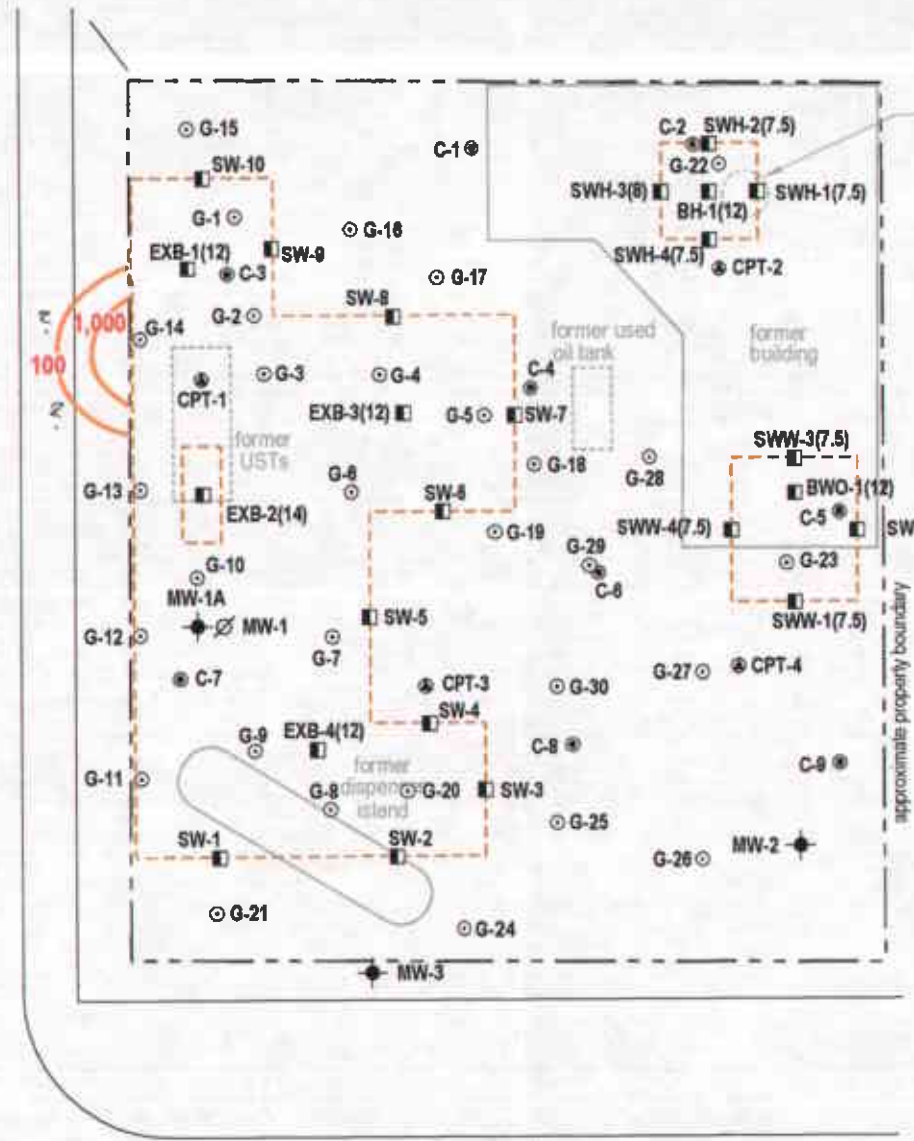 G-15
C-1
C-2
SWH-2(7.5)
G-22
SW-10
SWH-3(8)
SWH-1(7.5)
BH-1(12)
G-1
G-16
EXB-1(12)
SW-9
SWH-4(7.5)
C-3
G-17
CPT-2
G-2
SW-8
1,000
G-14
former used
oil tank
former
building
100
G-3
G-4
C-4
CPT-1
EXB-3(12)
G-5
SW-7
former
USTs
SWW-3(7.5)
G-18
G-28
G-13
G-6
BWO-1(12)
EXB-2(14)
SW-6
C-5
SWW-4(7.5)
SW
G-19
G-29
G-23
G-10
C-6
MW-1A
SWW-1(7.5)
SW-5
MW-1
G-12
G-7
C-7
CPT-3
G-30
G-27
CPT-4
approximate property boundary
SW-4
G-9
EXB-4(12)
C-8
C-9
G-11
former
dispenser
island
G-20
SW-3
G-8
G-25
SW-1
SW-2
MW-2
G-26
G-21
G-24
MW-3